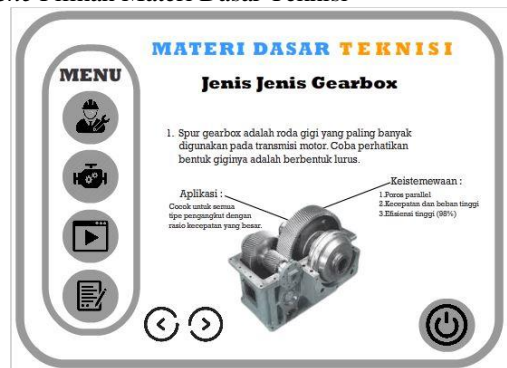 MATERI DASAR TEKNISI
MENU
Jenis Jenis Gearbox
1. Spur gearbox adalah roda gigi yang paling banyak
digunakan pada transmisi motor. Coba perhatikan
bentuk giginya adalah berbentuk lurus.
Aplikasi :
Cocok untuk semua
tipe pengangkut dengan
rasio kecepatan yang besar.
Keistemewaan :
1.Poros parallel
2.Kecepatan dan beban tinggi
3.Efisiensi tinggi (98%)